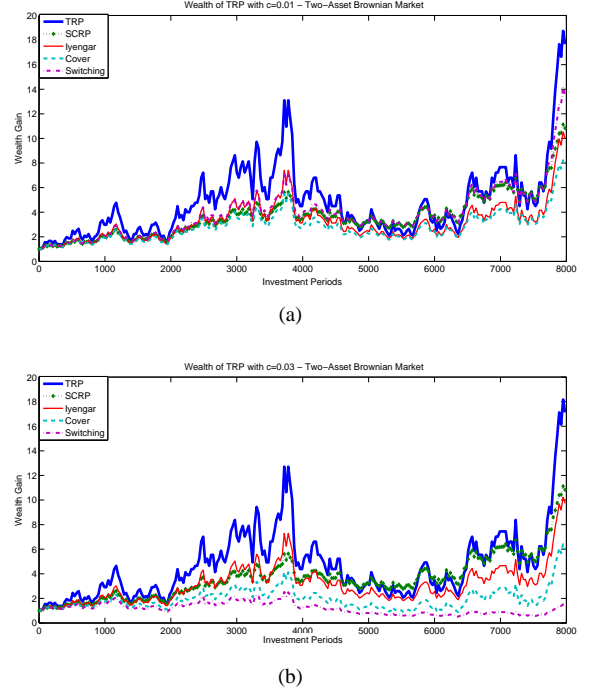 Wealth of TRP with c=0.01 − Two−Asset Brownian Market
20
18
16
14
12
10
8
6
4
2
0
Wealth Gain
TRP
SCRP
Iyengar
Cover
Switching
0 1000 2000 3000 4000 5000 6000 7000 8000
Investment Periods
(a)
Wealth of TRP with c=0.03 − Two−Asset Brownian Market
20
18
16
14
12
10
8
6
4
2
0
Wealth Gain
TRP
SCRP
Iyengar
Cover
Switching
0 1000 2000 3000 4000 5000 6000 7000 8000
Investment Periods
(b)